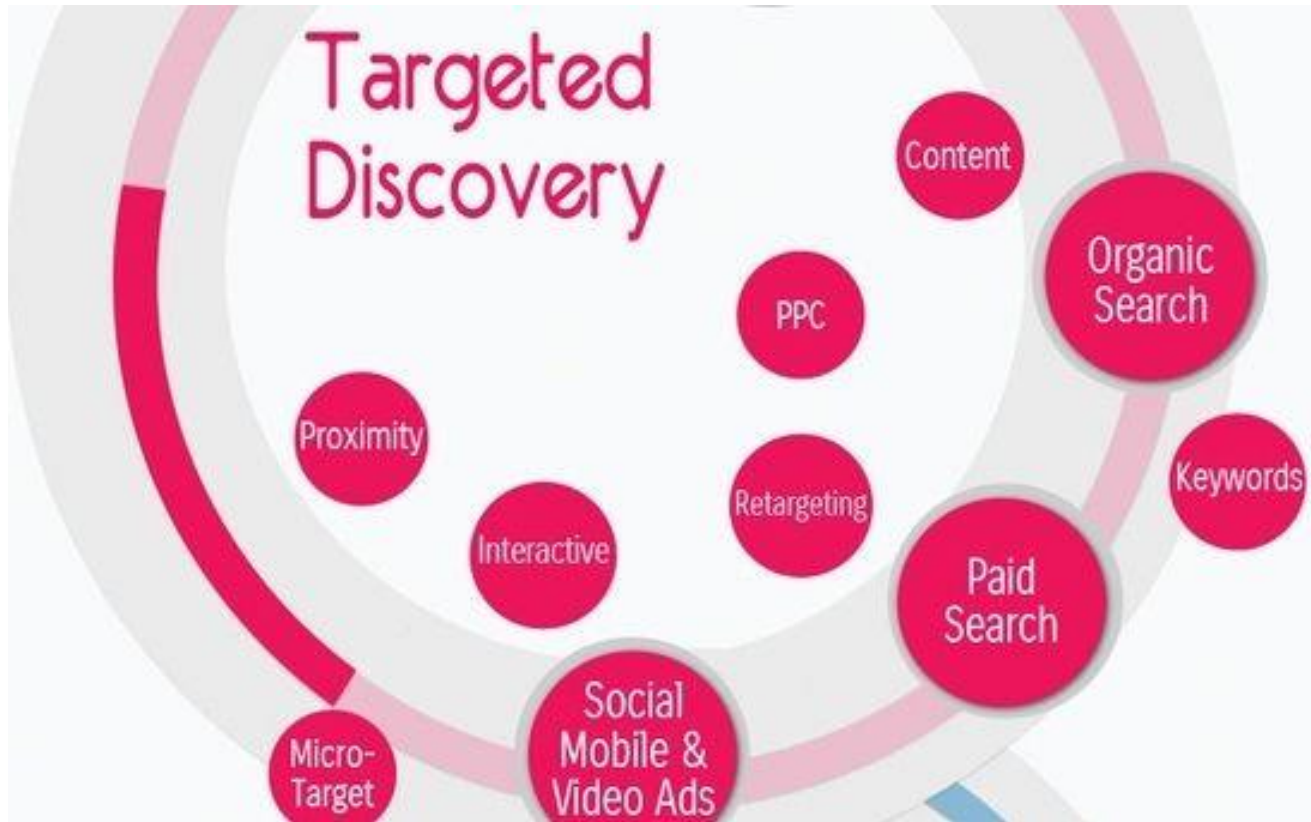 Targeted
Discovery
Content
Organic
Search
PPC
Proximity
Keywords
Retargeting
Interactive
Paid
Search
Social
Mobile &
Video Ads
Micro-
Target